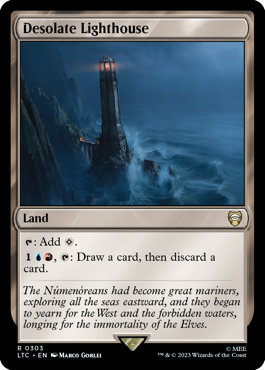 Desolate Lighthouse
Land
: Add .
1 , : Draw a card, then discard a
card.
The Númenóreans had become great mariners,
exploring all the seas eastward, and they began
to yearn for the West and the forbidden waters,
longing for the immortality of the Elves.
R 0303
LTC • EN Marco Gorlei
© MEE
™ & © 2023 Wizards of the Coast